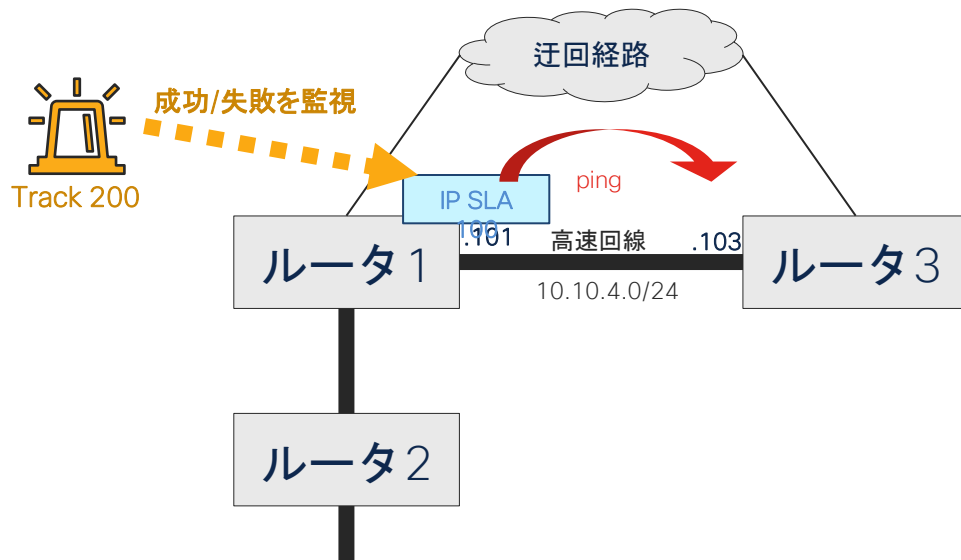 迂回経路
成功/失敗を監視
Track 200
ping
IP SLA
100
.101
高速回線
.103
ルータ1
ルータ3
10.10.4.0/24
ルータ2